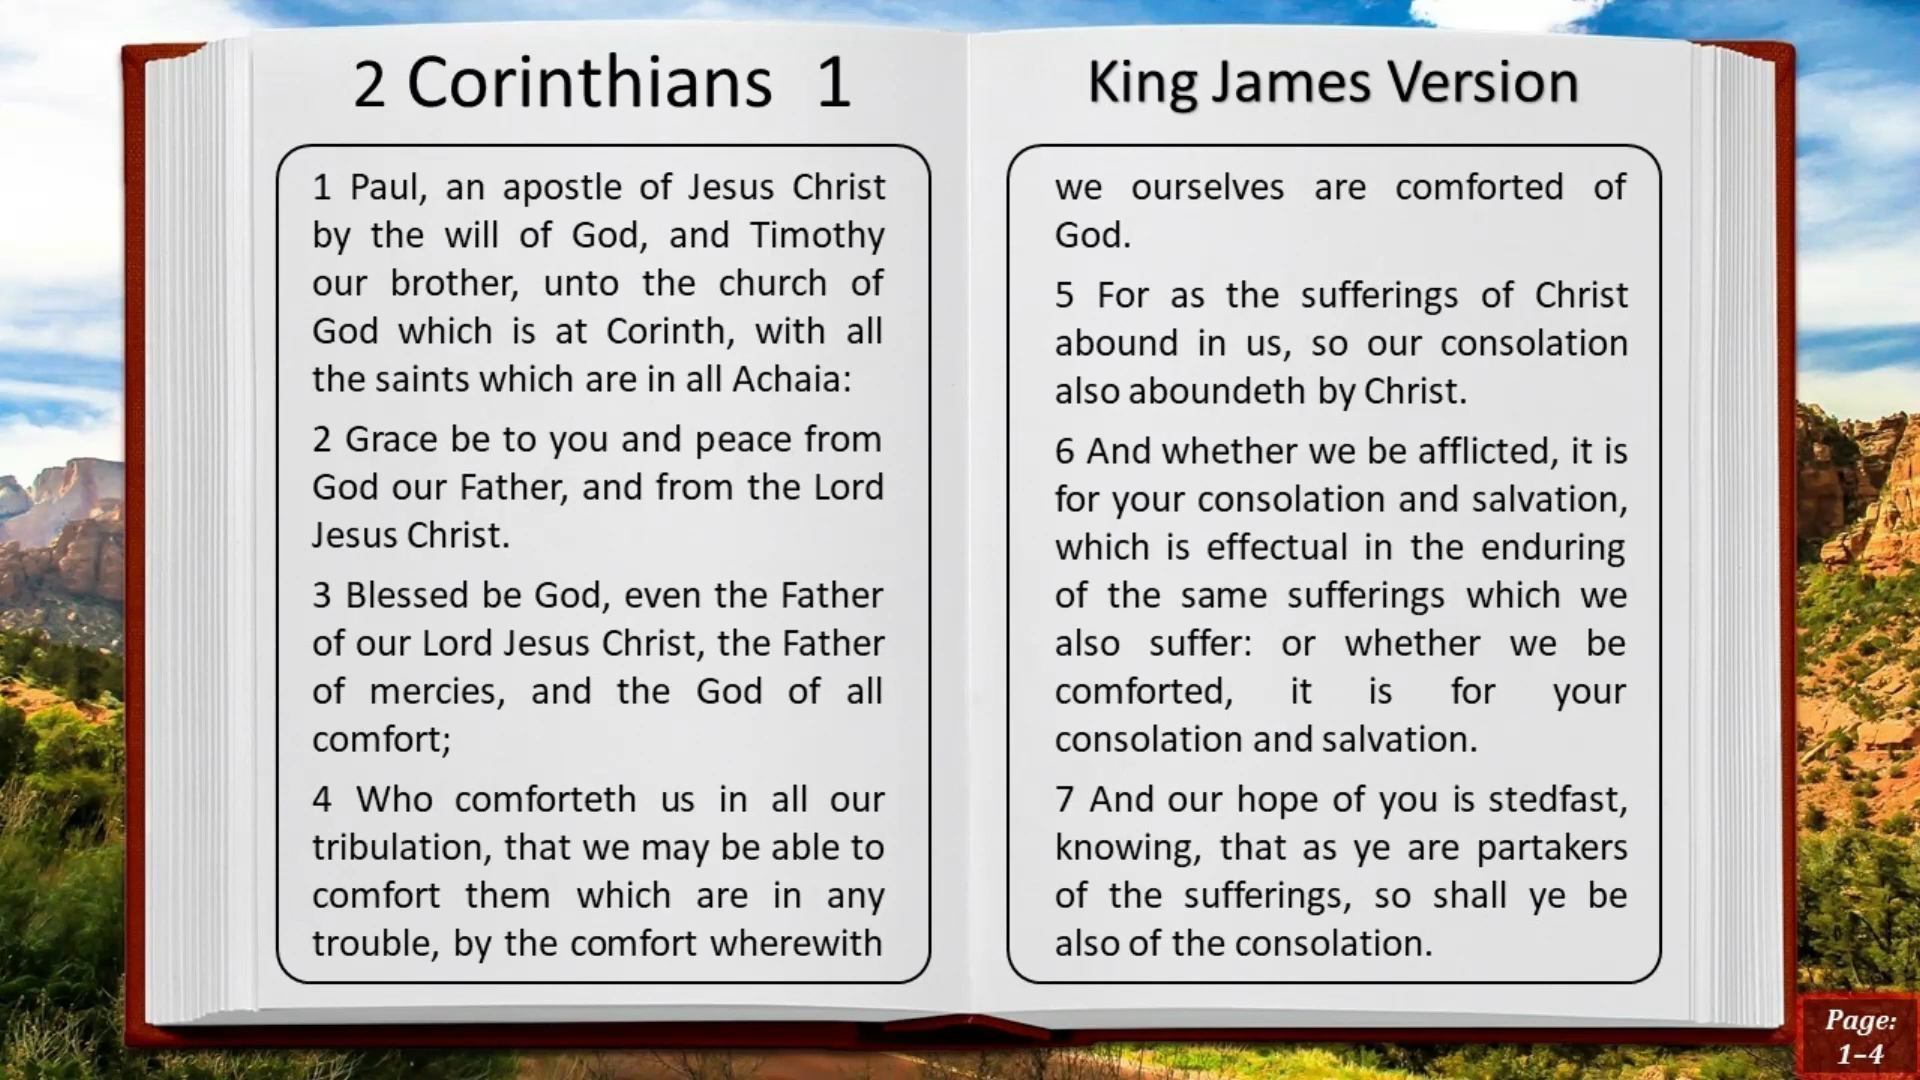 2 Corinthians 1
1 Paul, an apostle of Jesus Christ
by the will of God, and Timothy
our brother, unto the church of
God which is at Corinth, with all
the saints which are in all Achaia:
2 Grace be to you and peace from
God our Father, and from the Lord
Jesus Christ.
3 Blessed be God, even the Father
of our Lord Jesus Christ, the Father
of mercies, and the God of all
comfort;
4 Who comforteth us in all our
tribulation, that we may be able to
comfort them which are in any
trouble, by the comfort wherewith
King James Version
we ourselves are comforted of
God.
5 For as the sufferings of Christ
abound in us, so our consolation
also aboundeth by Christ.
6 And whether we be afflicted, it is
for your consolation and salvation,
which is effectual in the enduring
of the same sufferings which we
also suffer: or whether we be
comforted, it is for your
consolation and salvation.
7 And our hope of you is stedfast,
knowing, that as ye are partakers
of the sufferings, so shall ye be
also of the consolation.
Page:
1–4